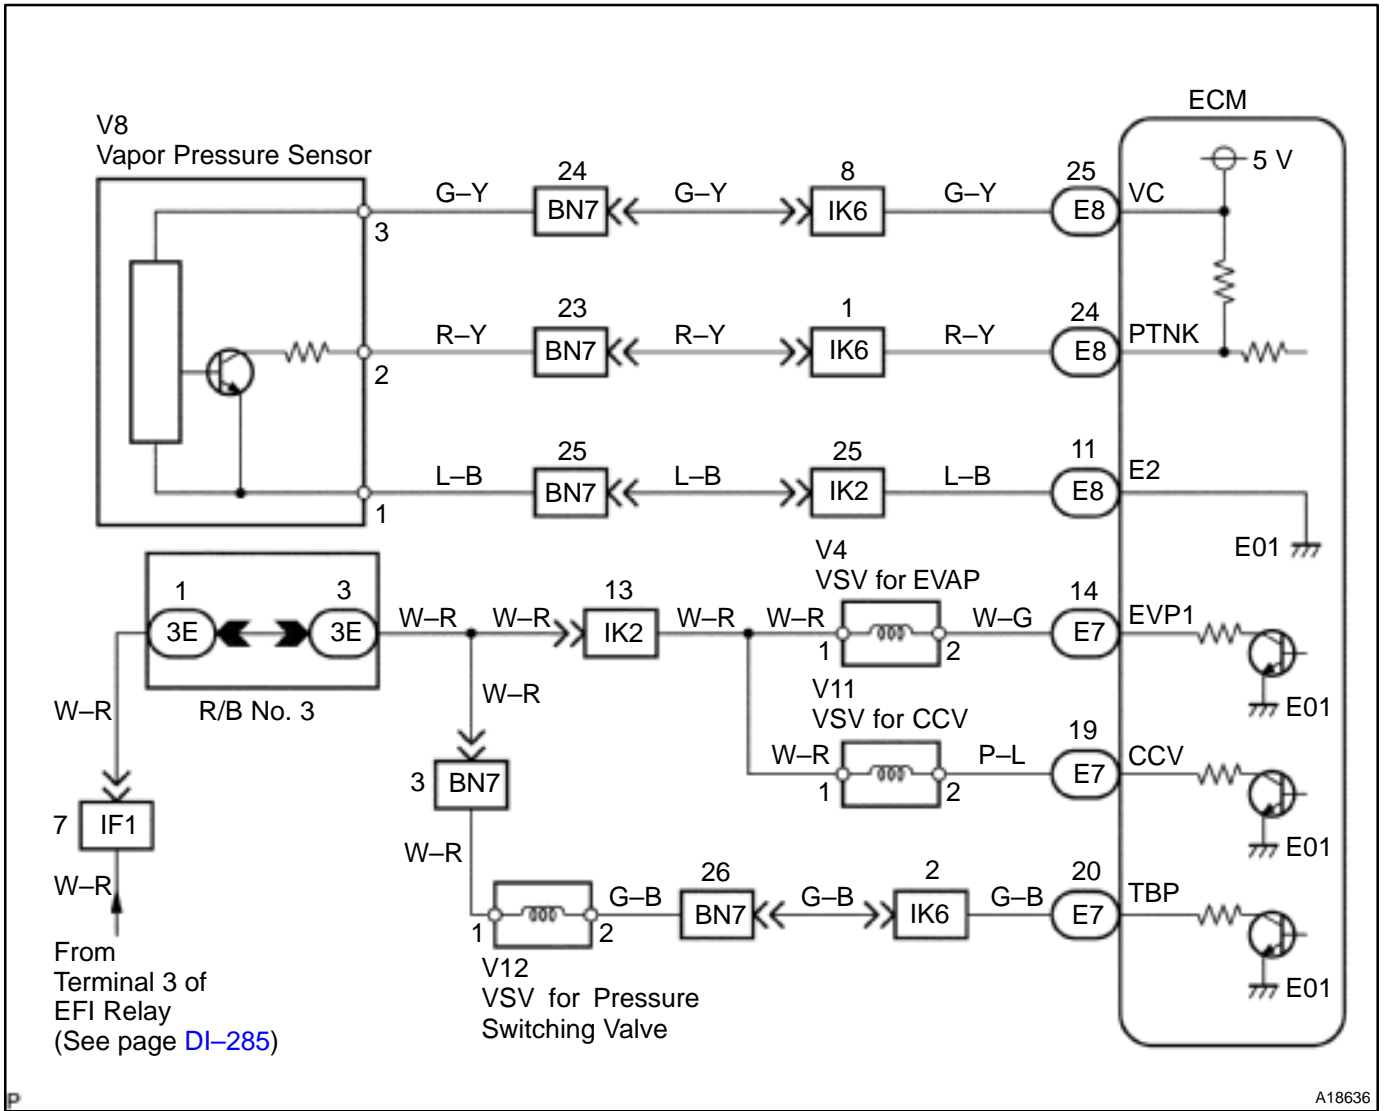 ECM
V8
Vapor Pressure Sensor
5 V
G–Y
24
BN7
G–Y
8
IK6
G–Y
25
E8
VC
3
R–Y
23
BN7
R–Y
1
IK6
R–Y
24
E8
PTNK
2
L–B
25
BN7
L–B
25
IK2
L–B
11
E8
E2
1
E01
V4
VSV for EVAP
1
3E
3
3E
W–R
W–R
13
IK2
W–R
W–R
1
2
W–G
14
E7
EVP1
E01
R/B No. 3
W–R
W–R
V11
VSV for CCV
W–R
1
2
P–L
19
E7
CCV
E01
3
BN7
7
IF1
W–R
W–R
1
2
G–B
26
BN7
G–B
2
IK6
G–B
20
E7
TBP
E01
From
Terminal 3 of
EFI Relay
(See page DI–285)
V12
VSV for Pressure
Switching Valve
P
A18636